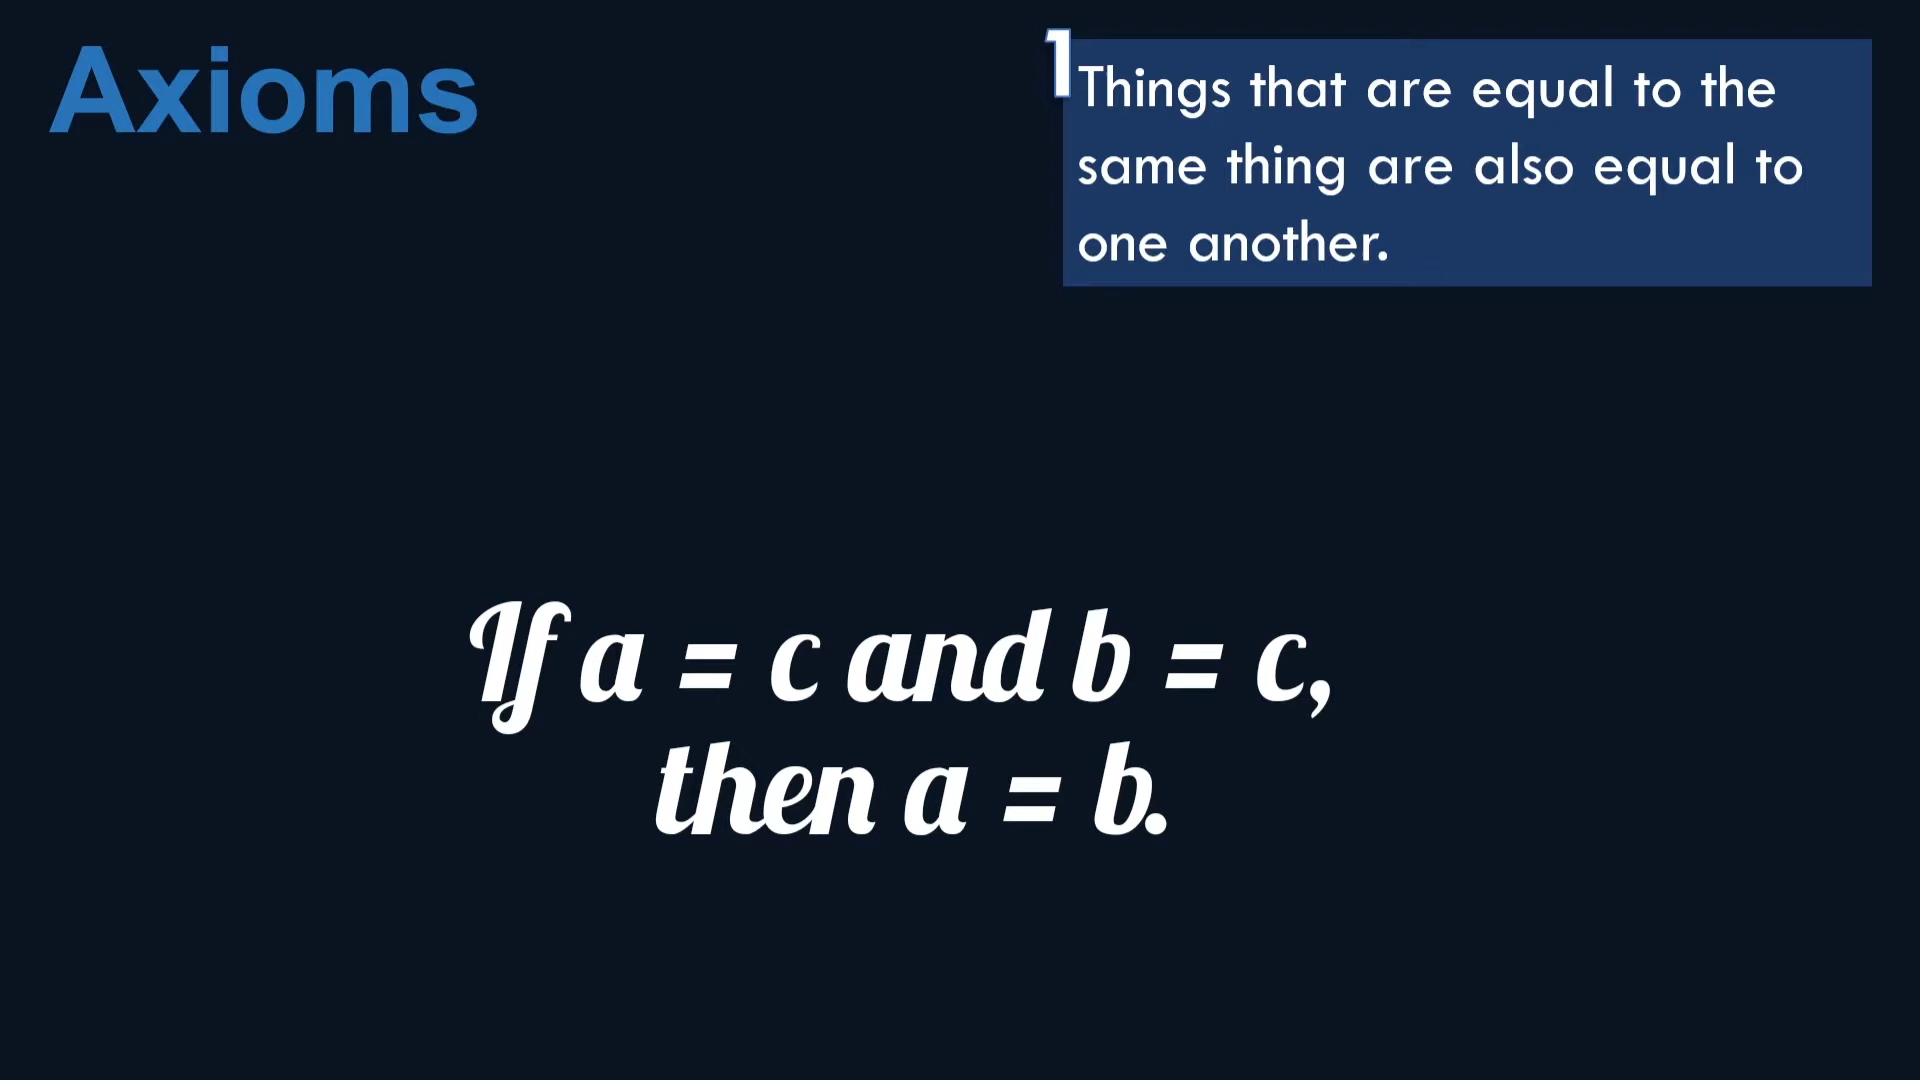 Axioms
1
Things that are equal to the
same thing are also equal to
one another.
If a = c and b = c,
then a = b.